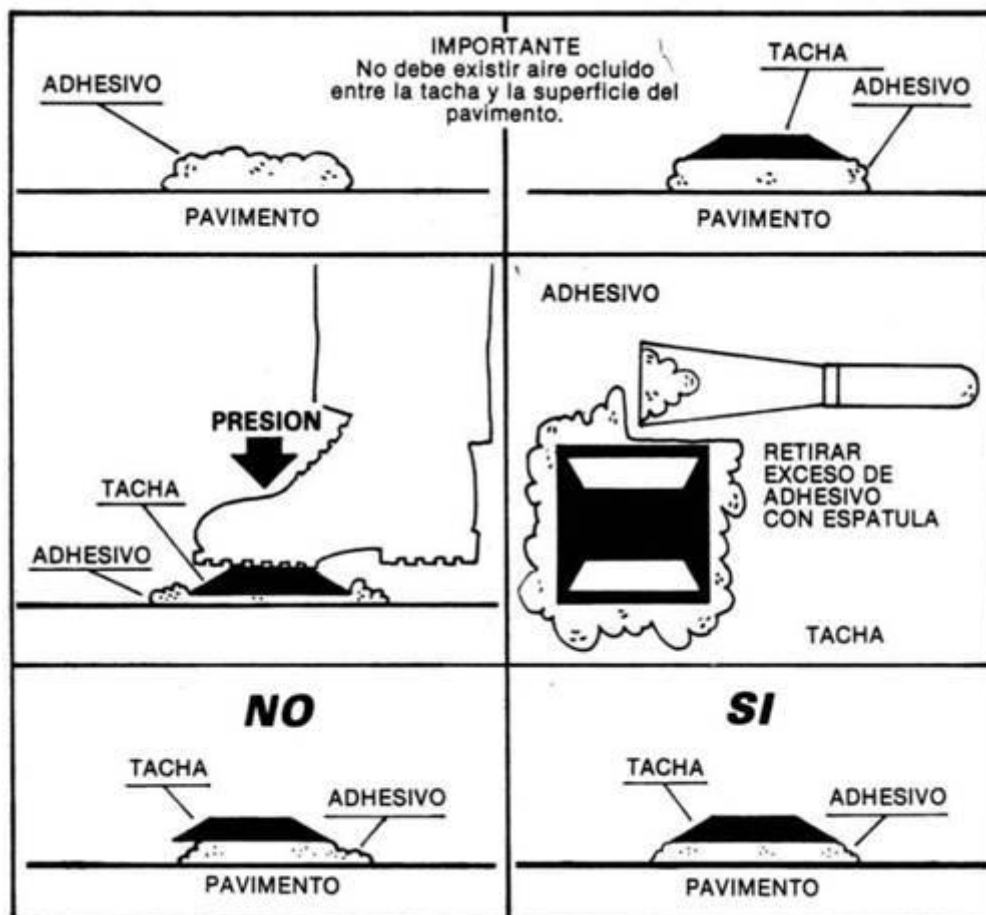 IMPORTANTE
No debe existir aire ocluido
entre la tacha y la superficie del
pavimento.
ADHESIVO
PAVIMENTO
TACHA
ADHESIVO
PAVIMENTO
PRESION
TACHA
ADHESIVO
ADHESIVO
RETIRAR
EXCESO DE
ADHESIVO
CON ESPATULA
TACHA
NO
TACHA
ADHESIVO
PAVIMENTO
SI
TACHA
ADHESIVO
PAVIMENTO